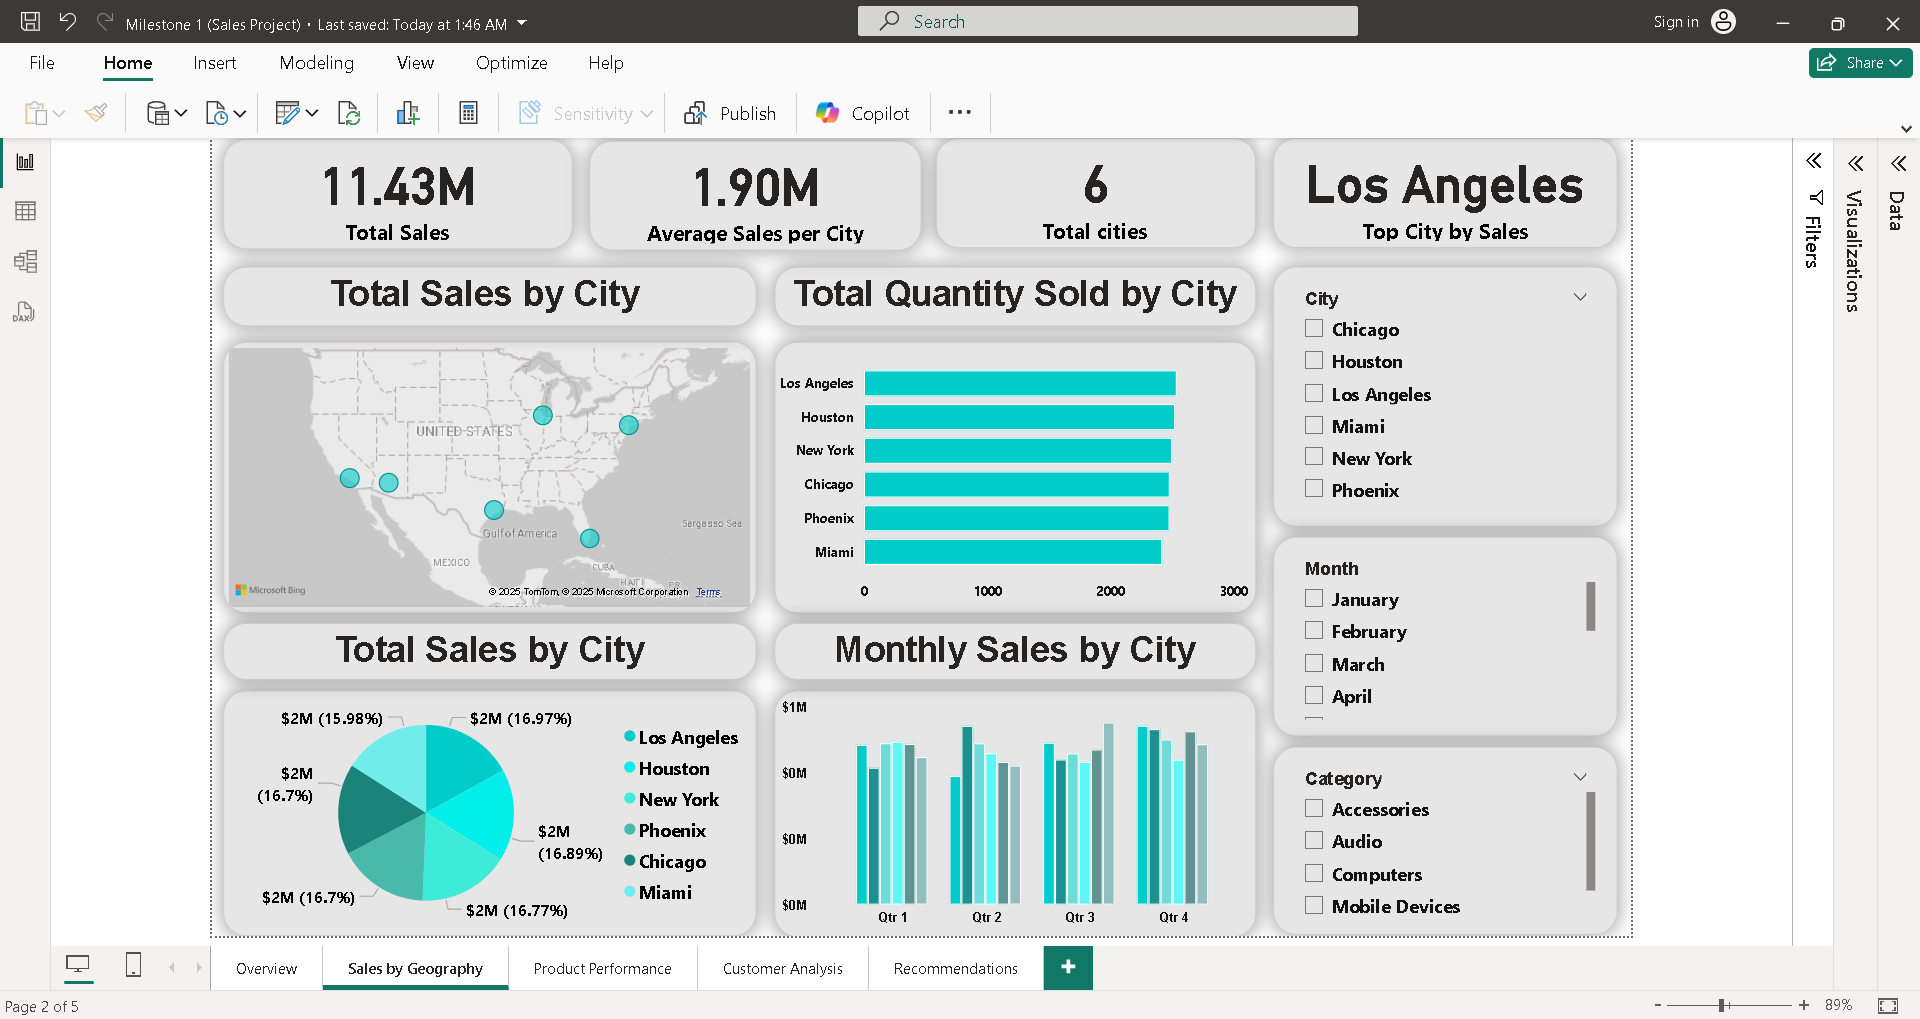 Milestone 1 (Sales Project) • Last saved: Today at 1:46 AM
Search
Sign in
File
Home
Insert
Modeling
View
Optimize
Help
Share
Sensitivity
Publish
Copilot
11.43M
Total Sales
1.90M
Average Sales per City
6
Total cities
Los Angeles
Top City by Sales
Filters
Visualizations
Data
DAX
Total Sales by City
UNITED STATES
Gulf of America
Sargasso Sea
MEXICO
CUBA
HAITI
P.R.
Microsoft Bing
© 2025 TomTom, © 2025 Microsoft Corporation Terms
Total Quantity Sold by City
Los Angeles
Houston
New York
Chicago
Phoenix
Miami
0
1000
2000
3000
City
Chicago
Houston
Los Angeles
Miami
New York
Phoenix
Month
January
February
March
April
Category
Accessories
Audio
Computers
Mobile Devices
Total Sales by City
$2M (15.98%)
$2M (16.97%)
$2M
(16.7%)
$2M
(16.89%)
$2M (16.7%)
$2M (16.77%)
Los Angeles
Houston
New York
Phoenix
Chicago
Miami
Monthly Sales by City
$1M
$0M
$0M
$0M
Qtr 1
Qtr 2
Qtr 3
Qtr 4
Overview
Sales by Geography
Product Performance
Customer Analysis
Recommendations
Page 2 of 5
89%